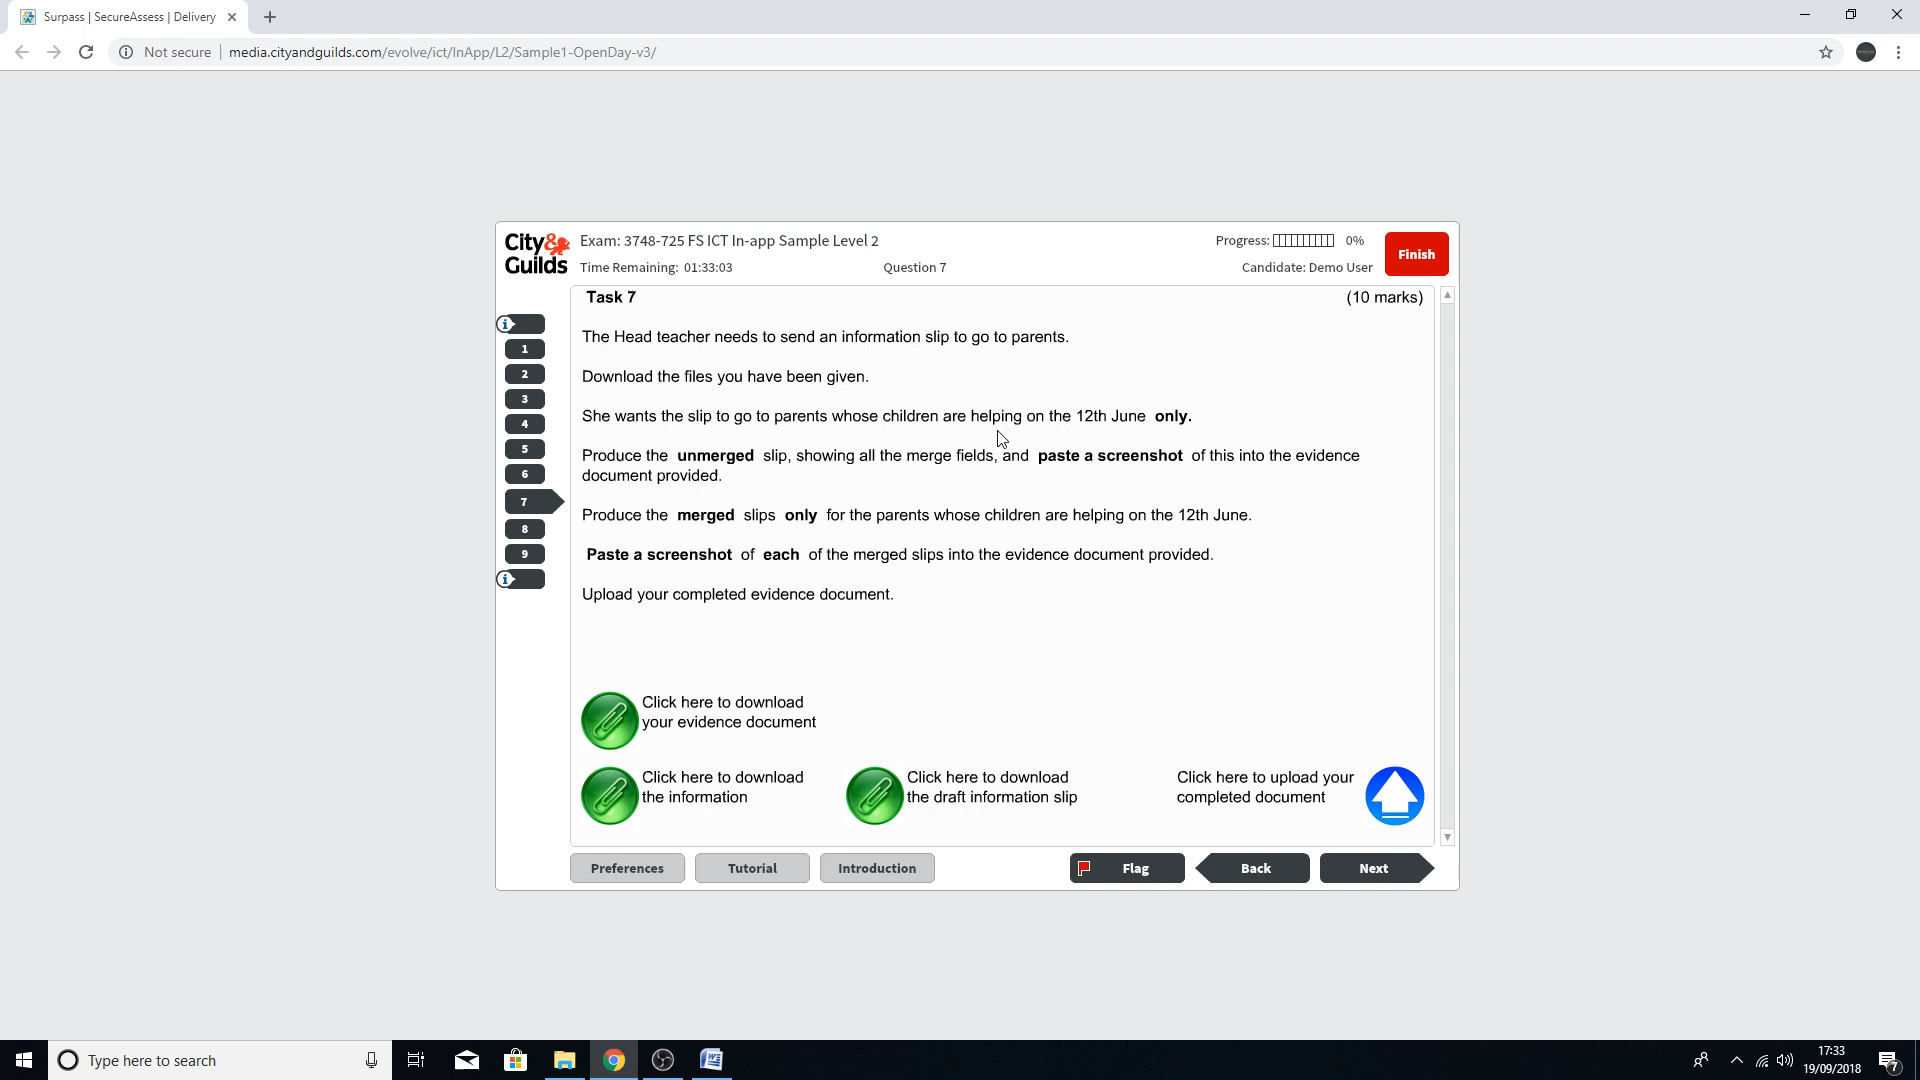 Surpass | SecureAssess | Delivery
Not secure | media.cityandguilds.com/evolve/ict/InApp/L2/Sample1-OpenDay-v3/
City&
Guilds
Exam: 3748-725 FS ICT In-app Sample Level 2
Progress: 0%
Finish
Time Remaining: 01:33:03
Question 7
Candidate: Demo User
Task 7
(10 marks)
The Head teacher needs to send an information slip to go to parents.
Download the files you have been given.
She wants the slip to go to parents whose children are helping on the 12th June only.
Produce the unmerged slip, showing all the merge fields, and paste a screenshot of this into the evidence
document provided.
Produce the merged slips only for the parents whose children are helping on the 12th June.
Paste a screenshot of each of the merged slips into the evidence document provided.
Upload your completed evidence document.
i
1
2
3
4
5
6
7
8
9
i
Click here to download
your evidence document
Click here to download
the information
Click here to download
the draft information slip
Click here to upload your
completed document
Preferences
Tutorial
Introduction
Flag
Back
Next
Type here to search
17:33
19/09/2018
7